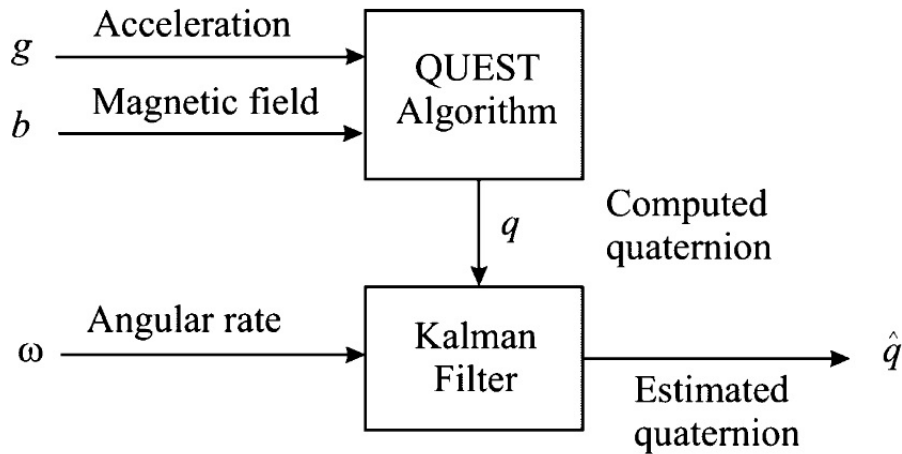 g
Acceleration
b
Magnetic field
QUEST
Algorithm
q
Computed
quaternion
ω
Angular rate
Kalman
Filter
q̂
Estimated
quaternion